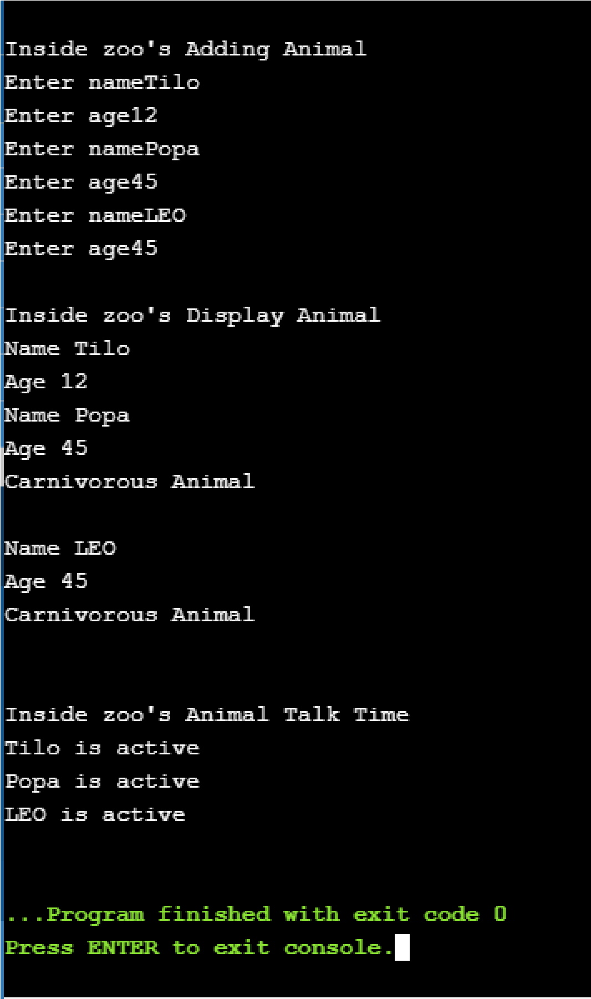 Inside zoo's Adding Animal
Enter nameTilo
Enter age12
Enter namePopa
Enter age45
Enter nameLEO
Enter age45
Inside zoo's Display Animal
Name Tilo
Age 12
Name Popa
Age 45
Carnivorous Animal
Name LEO
Age 45
Carnivorous Animal
Inside zoo's Animal Talk Time
Tilo is active
Popa is active
LEO is active
...Program finished with exit code 0
Press ENTER to exit console.